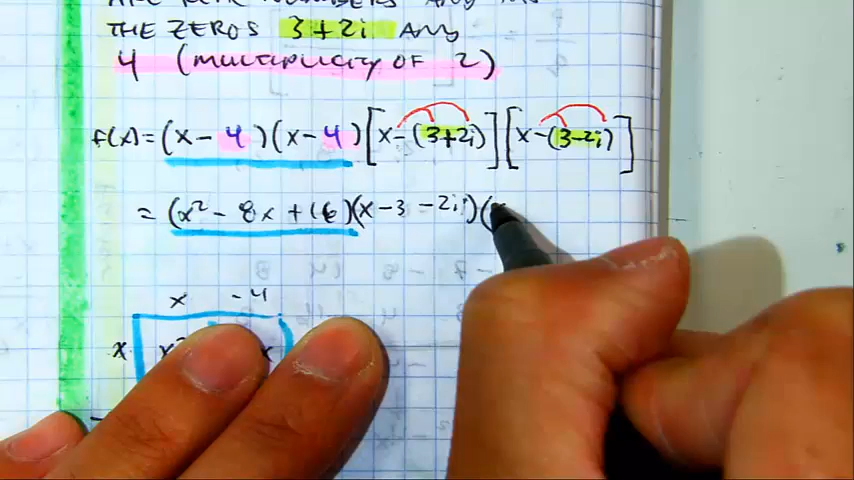 THE ZEROS 3+2i AND
4 (multiplicity OF 2)
f(x) = (x - 4)(x - 4)[x-(3+2i)][x-(3-2i)]
= (x² - 8x + 16)(x - 3 - 2i)(
x -4
x